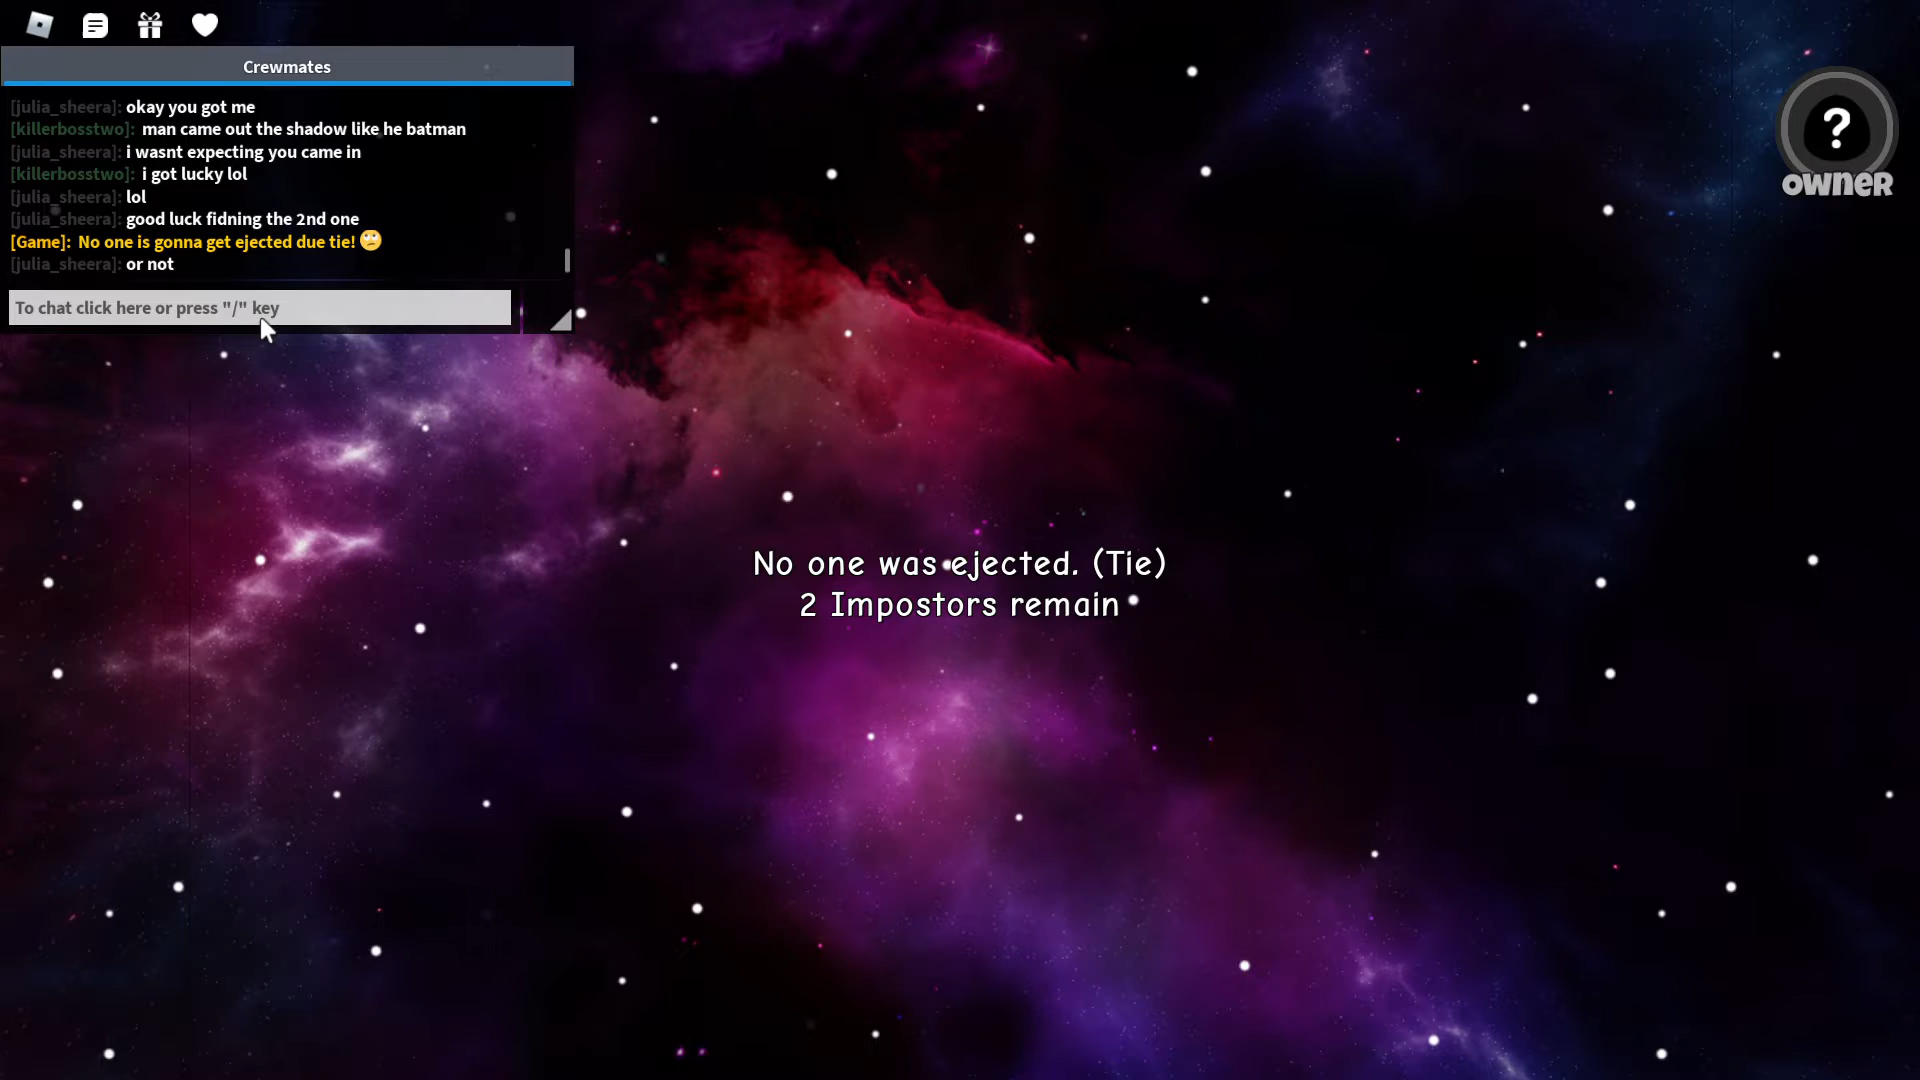 Crewmates
[julia_sheera]: okay you got me
[killerbosstwo]: man came out the shadow like he batman
[julia_sheera]: i wasnt expecting you came in
[killerbosstwo]: i got lucky lol
[julia_sheera]: lol
[julia_sheera]: good luck fidning the 2nd one
[Game]: No one is gonna get ejected due tie! 🙄
[julia_sheera]: or not
To chat click here or press "/" key
?
OWNER
No one was ejected. (Tie)
2 Impostors remain